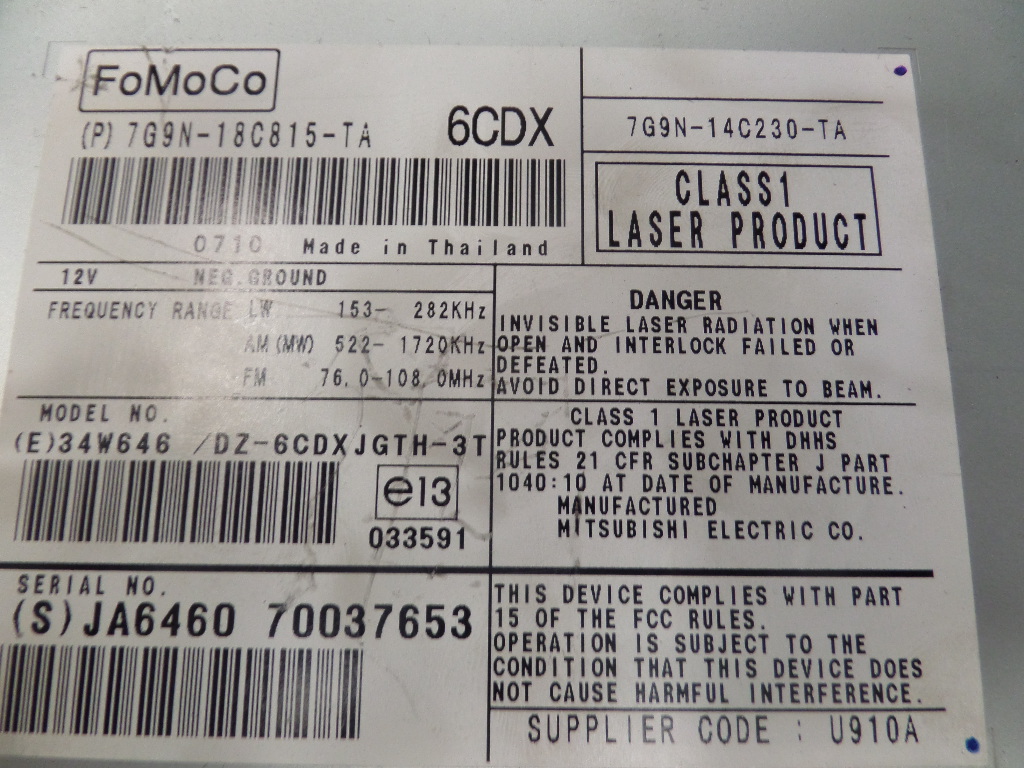 FoMoCo
(P) 7G9N-18C815-TA 6CDX
0710 Made in Thailand
7G9N-14C230-TA
CLASS1
LASER PRODUCT
12V NEG.GROUND
FREQUENCY RANGE LW 153- 282KHz
AM(MW) 522- 1720KHz
FM 76.0-108.0MHz
DANGER
INVISIBLE LASER RADIATION WHEN
OPEN AND INTERLOCK FAILED OR
DEFEATED.
AVOID DIRECT EXPOSURE TO BEAM.
MODEL NO.
(E)34W646 /DZ-6CDXJGTH-3T
e13
033591
CLASS 1 LASER PRODUCT
PRODUCT COMPLIES WITH DHHS
RULES 21 CFR SUBCHAPTER J PART
1040:10 AT DATE OF MANUFACTURE.
MANUFACTURED
MITSUBISHI ELECTRIC CO.
SERIAL NO.
(S)JA6460 70037653
THIS DEVICE COMPLIES WITH PART
15 OF THE FCC RULES.
OPERATION IS SUBJECT TO THE
CONDITION THAT THIS DEVICE DOES
NOT CAUSE HARMFUL INTERFERENCE.
SUPPLIER CODE : U910A